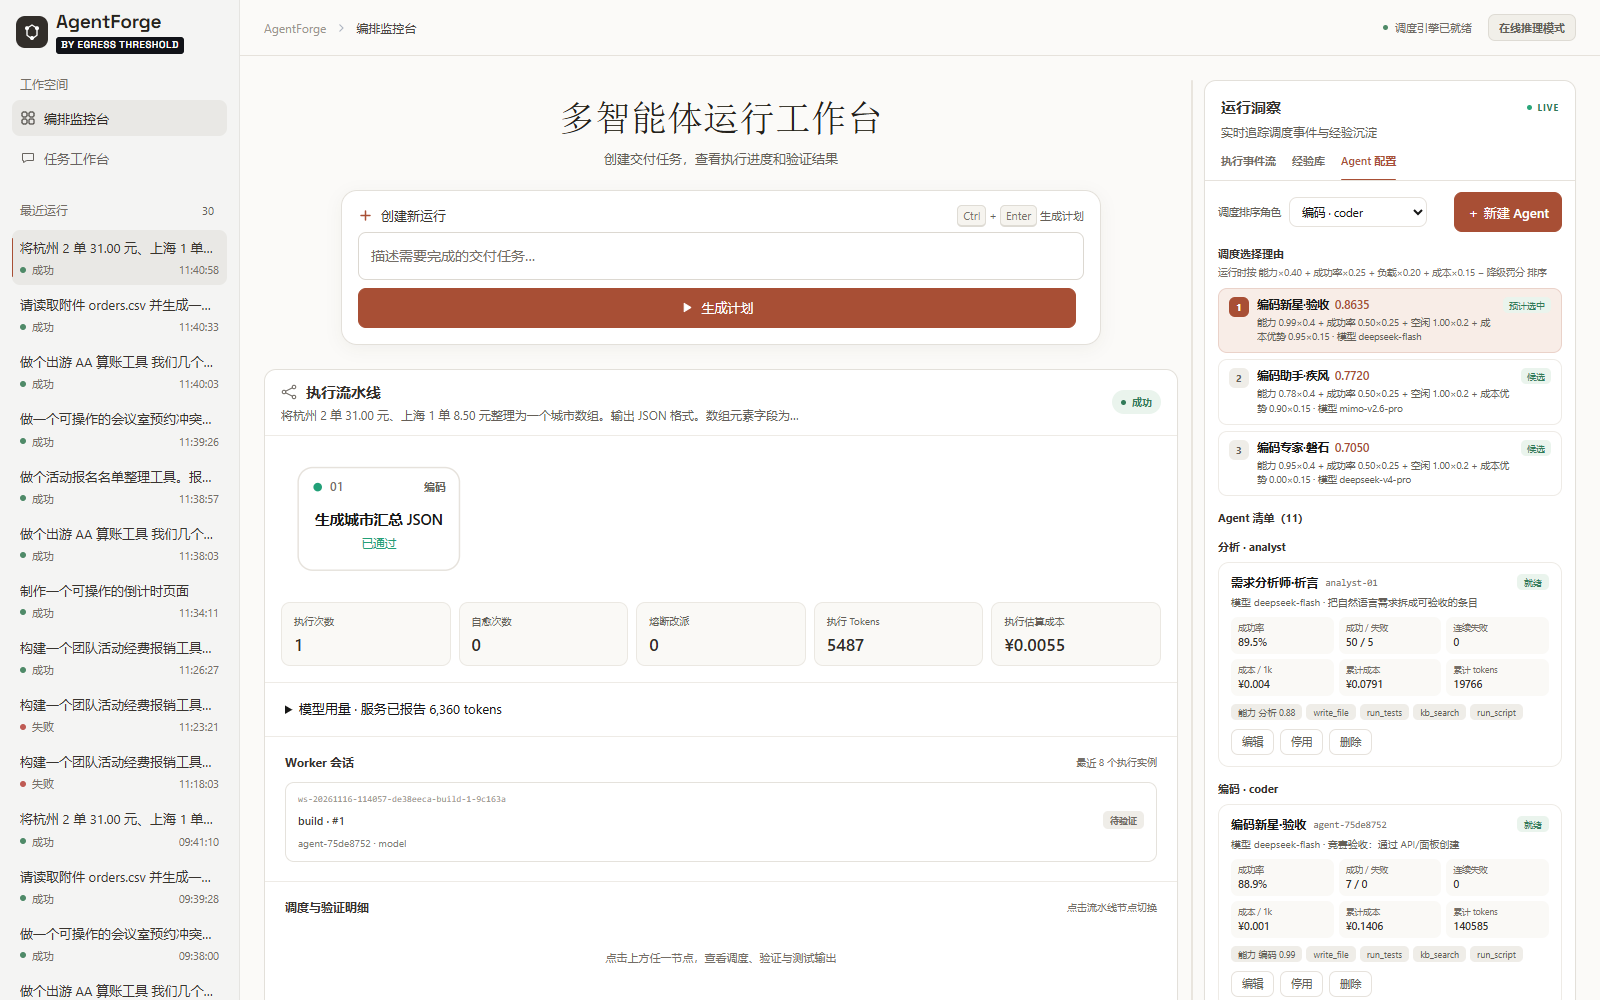 AgentForge
BY EGRESS THRESHOLD
工作空间
编排监控台
任务工作台
最近运行 30
将杭州 2 单 31.00 元、上海 1 单...
成功 11:40:58
请读取附件 orders.csv 并生成一...
成功 11:40:33
做个出游 AA 算账工具 我们几个...
成功 11:40:03
做一个可操作的会议室预约冲突...
成功 11:39:26
做个活动报名名单整理工具。报...
成功 11:38:57
做个出游 AA 算账工具 我们几个...
成功 11:38:03
制作一个可操作的倒计时页面
成功 11:34:11
构建一个团队活动经费报销工具...
成功 11:26:27
构建一个团队活动经费报销工具...
失败 11:23:21
构建一个团队活动经费报销工具...
失败 11:18:03
将杭州 2 单 31.00 元、上海 1 单...
成功 09:41:10
请读取附件 orders.csv 并生成一...
成功 09:39:28
做一个可操作的会议室预约冲突...
成功 09:38:00
做个出游 AA 算账工具 我们几个...
AgentForge > 编排监控台
调度引擎已就绪 在线推理模式
多智能体运行工作台
创建交付任务，查看执行进度和验证结果
+ 创建新运行 Ctrl + Enter 生成计划
描述需要完成的交付任务...
生成计划
执行流水线
将杭州 2 单 31.00 元、上海 1 单 8.50 元整理为一个城市数组。输出 JSON 格式。数组元素字段为...
成功
01 编码
生成城市汇总 JSON
已通过
执行次数
1
自愈次数
0
熔断改派
0
执行 Tokens
5487
执行估算成本
¥0.0055
模型用量 · 服务已报告 6,360 tokens
Worker 会话 最近 8 个执行实例
ws-20261116-114057-de38eeca-build-1-9c163a
build · #1
待验证
agent-75de8752 · model
调度与验证明细 点击流水线节点切换
点击上方任一节点，查看调度、验证与测试输出
运行洞察 LIVE
实时追踪调度事件与经验沉淀
执行事件流 经验库 Agent 配置
调度排序角色 编码 · coder + 新建 Agent
调度选择理由
运行时按 能力×0.40 + 成功率×0.25 + 负载×0.20 + 成本×0.15 − 降级罚分 排序
1 编码新星·验收 0.8635 预计选中
能力 0.99×0.4 + 成功率 0.50×0.25 + 空闲 1.00×0.2 + 成
本优势 0.95×0.15 · 模型 deepseek-flash
2 编码助手·疾风 0.7720 候选
能力 0.78×0.4 + 成功率 0.50×0.25 + 空闲 1.00×0.2 + 成本优
势 0.90×0.15 · 模型 mimo-v2.6-pro
3 编码专家·磐石 0.7050 候选
能力 0.95×0.4 + 成功率 0.50×0.25 + 空闲 1.00×0.2 + 成本优
势 0.00×0.15 · 模型 deepseek-v4-pro
Agent 清单（11）
分析 · analyst
需求分析师·析言 analyst-01 就绪
模型 deepseek-flash · 把自然语言需求拆成可验收的条目
成功率 成功 / 失败 连续失败
89.5% 50 / 5 0
成本 / 1k 累计成本 累计 tokens
¥0.004 ¥0.0791 19766
能力 分析 0.88 write_file run_tests kb_search run_script
编辑 停用 删除
编码 · coder
编码新星·验收 agent-75de8752 就绪
模型 deepseek-flash · 竞赛验收：通过 API/面板创建
成功率 成功 / 失败 连续失败
88.9% 7 / 0 0
成本 / 1k 累计成本 累计 tokens
¥0.001 ¥0.1406 140585
能力 编码 0.99 write_file run_tests kb_search run_script
编辑 停用 删除